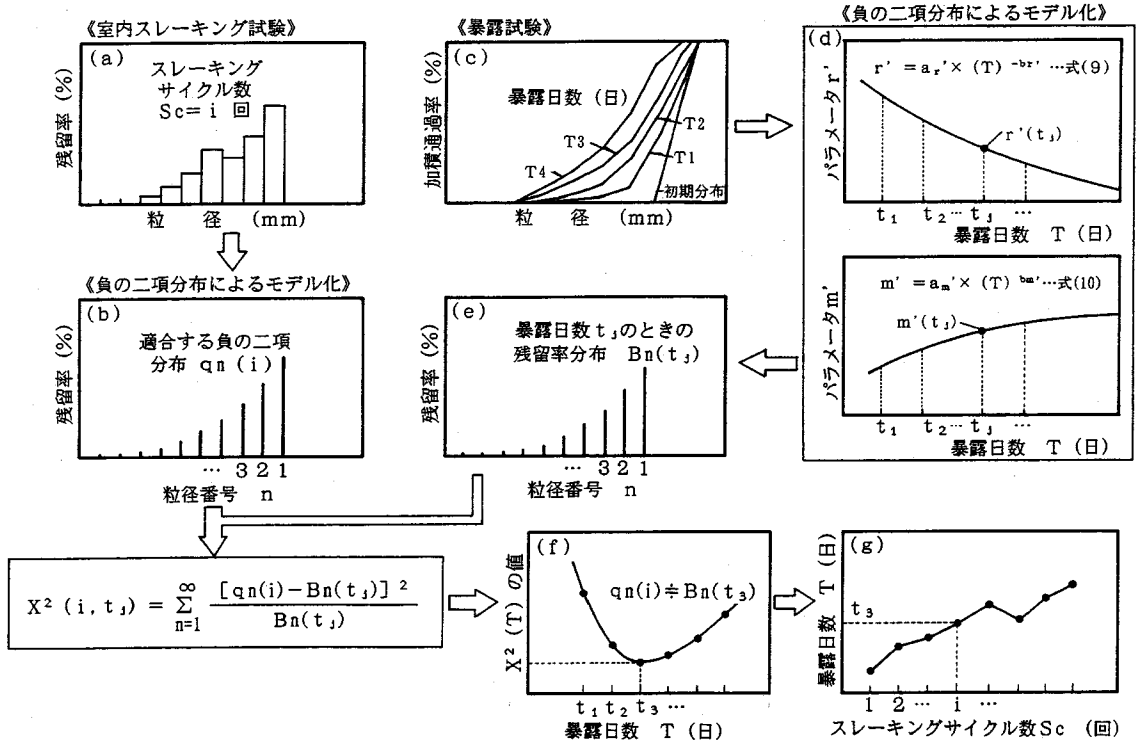 《室内スレーキング試験》
(a)
スレーキング
サイクル数
Sc=i 回
残留率 (%)
粒 径 (mm)
《暴露試験》
(c)
暴露日数 (日)
T2
T3
T1
T4
初期分布
加積通過率 (%)
粒 径 (mm)
《負の二項分布によるモデル化》
(d)
r'=ar'×(T)-br' …式(9)
パラメータr'
r'(tj)
t1 t2… tj …
暴露日数 T (日)
m'=am'×(T)bm' …式(10)
パラメータm'
m'(tj)
t1 t2… tj …
暴露日数 T (日)
《負の二項分布によるモデル化》
(b)
適合する負の二項
分布 qn(i)
残留率 (%)
… 3 2 1
粒径番号 n
(e)
暴露日数tjのときの
残留率分布 Bn(tj)
残留率 (%)
… 3 2 1
粒径番号 n
X²(i,tj) = ∑n=1∞ [qn(i)−Bn(tj)]² / Bn(tj)
(f)
qn(i)≒Bn(t3)
X²(T)の値
t1 t2 t3 …
暴露日数 T (日)
(g)
暴露日数 T (日)
t3
1 2 … i …
スレーキングサイクル数Sc (回)